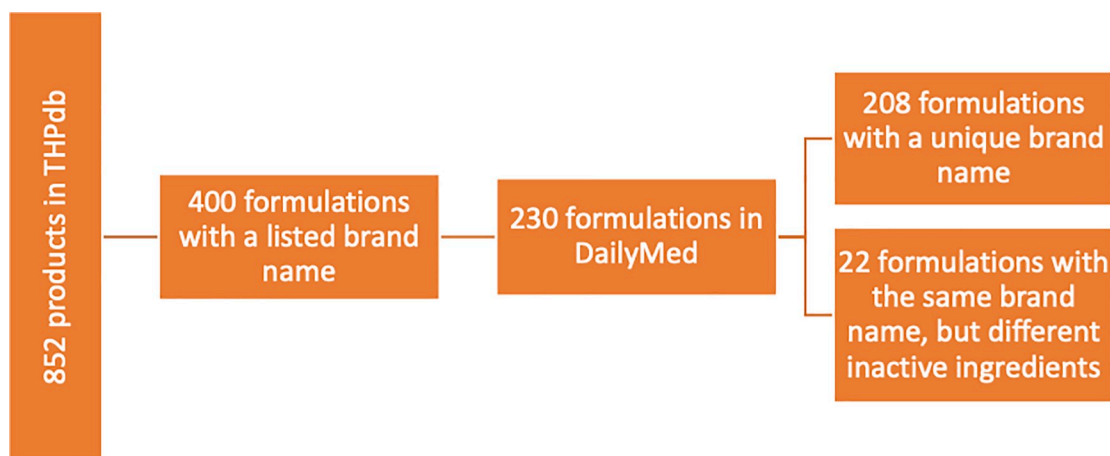 852 products in THPdb
400 formulations
with a listed brand
name
230 formulations in
DailyMed
208 formulations
with a unique brand
name
22 formulations with
the same brand
name, but different
inactive ingredients